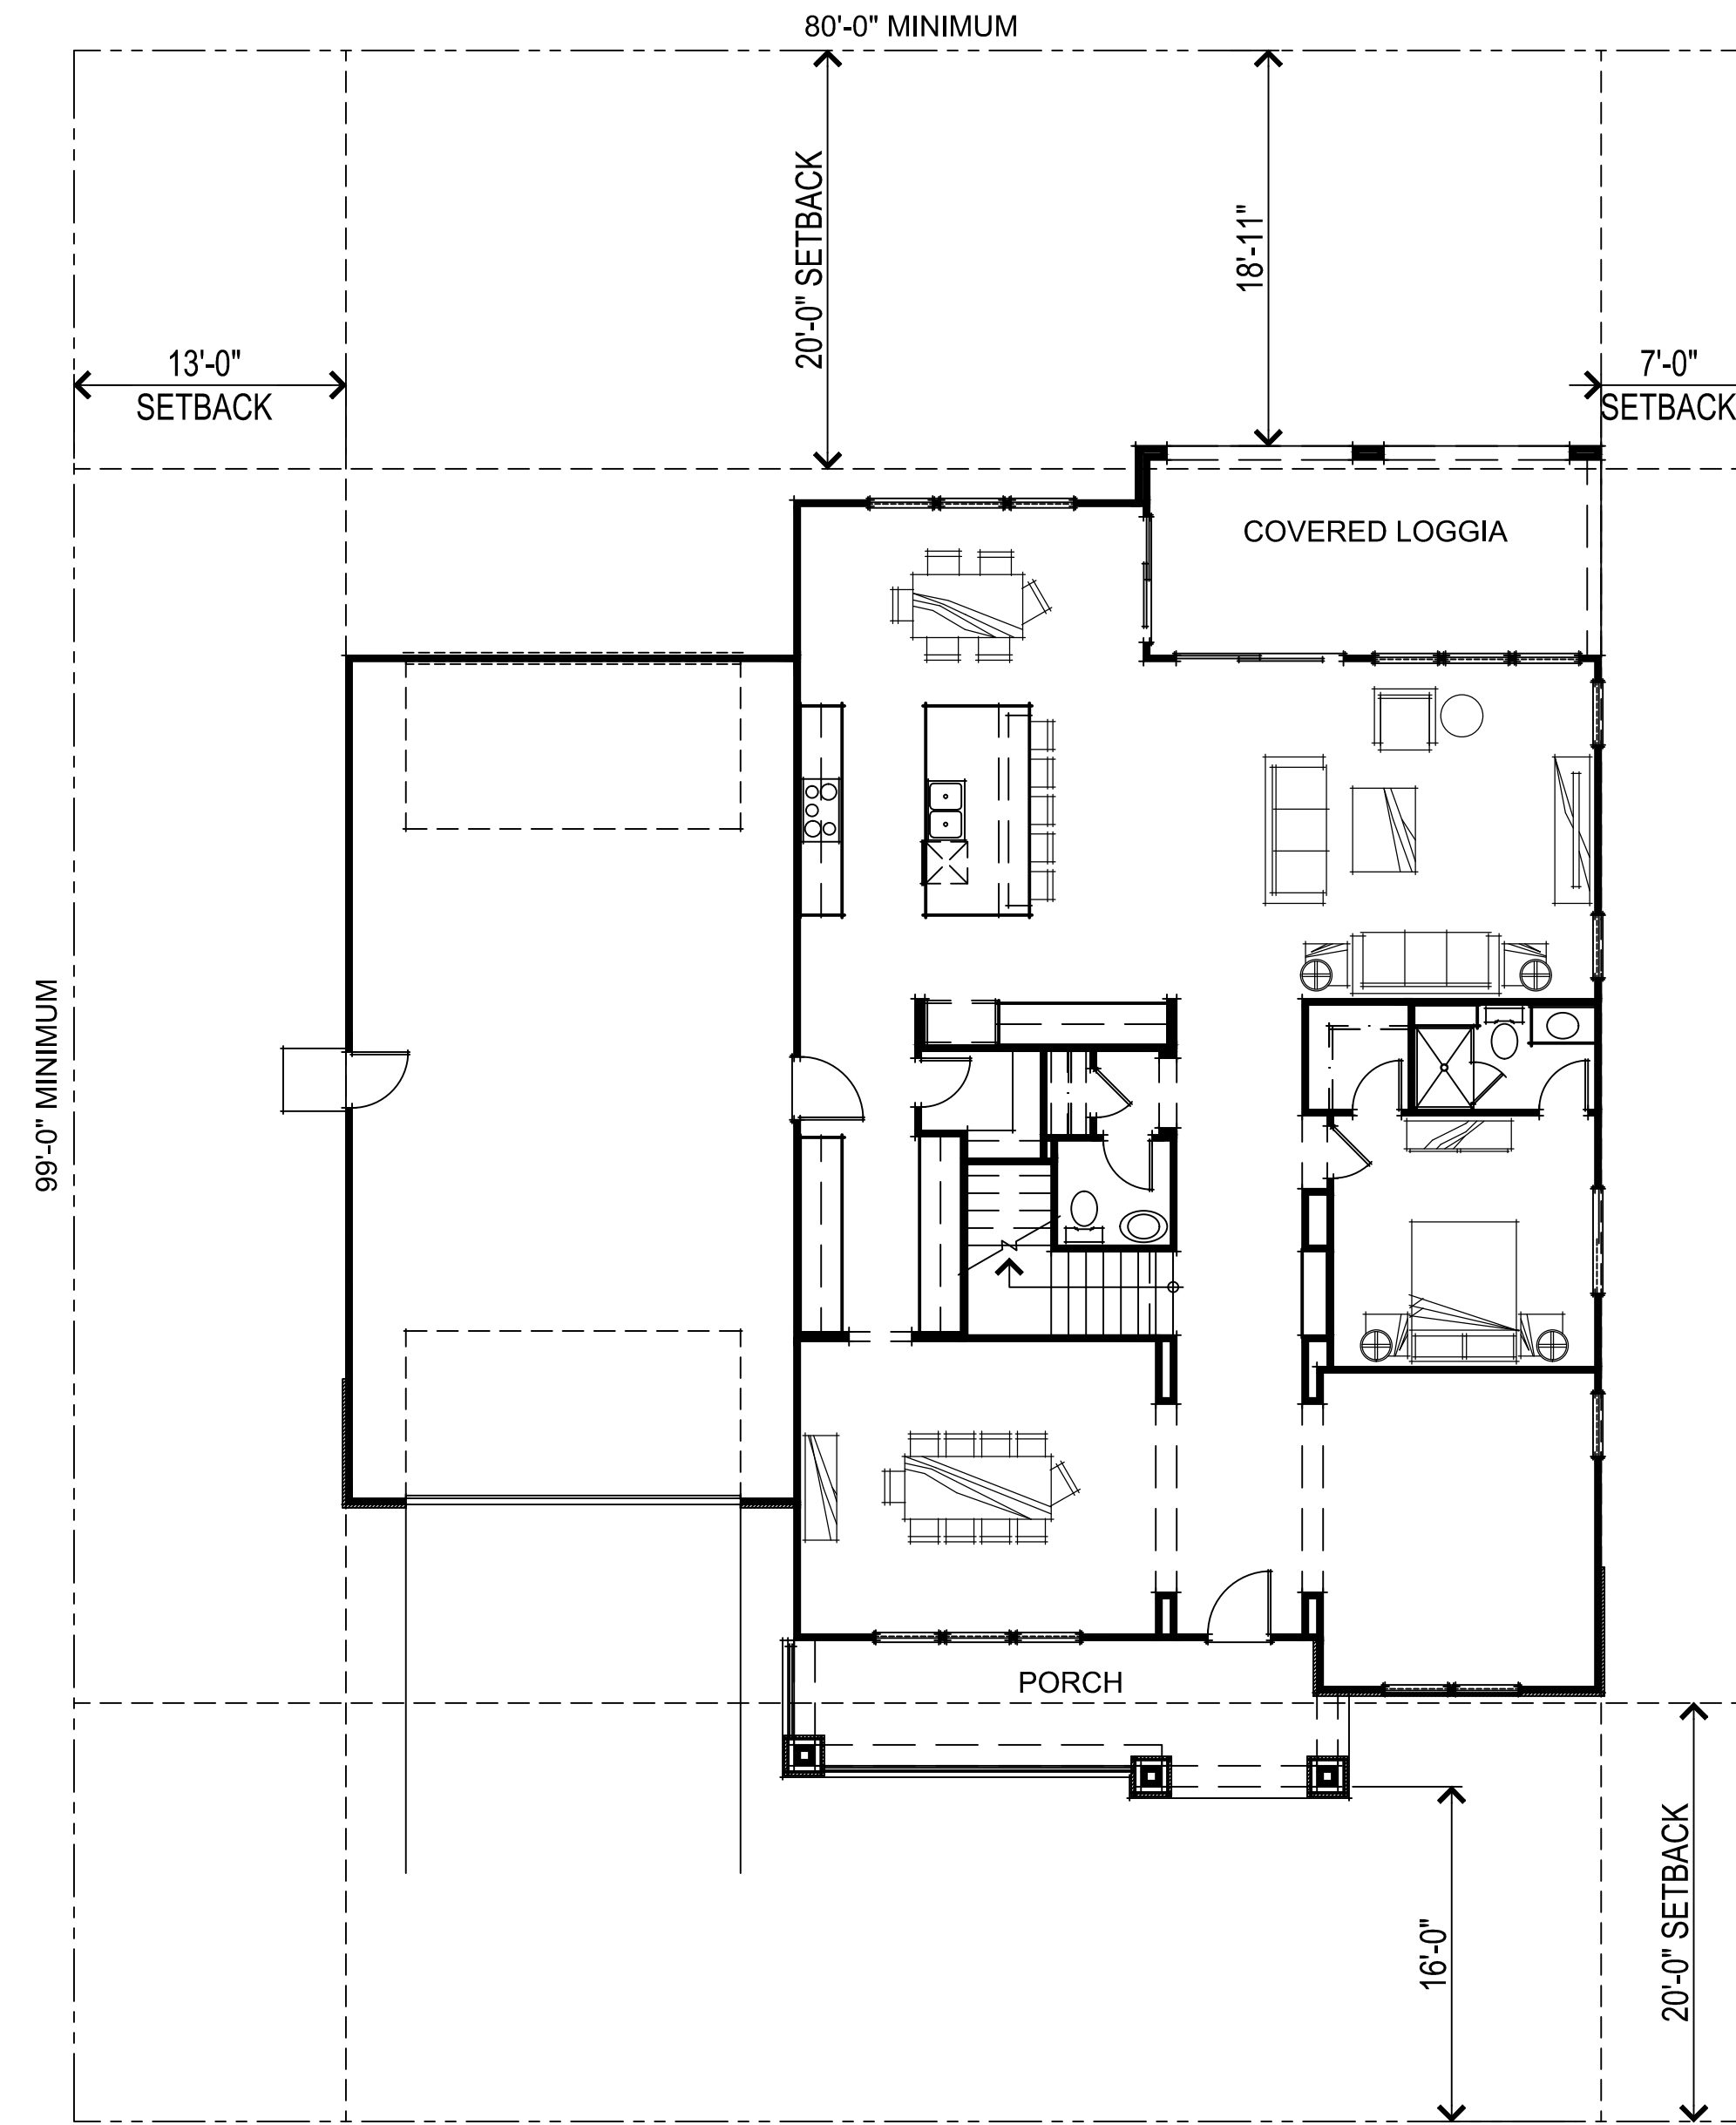 80'-0" MINIMUM
20'-0" SETBACK
18'-11"
13'-0"
SETBACK
7'-0"
SETBACK
COVERED LOGGIA
99'-0" MINIMUM
PORCH
16'-0"
20'-0" SETBACK